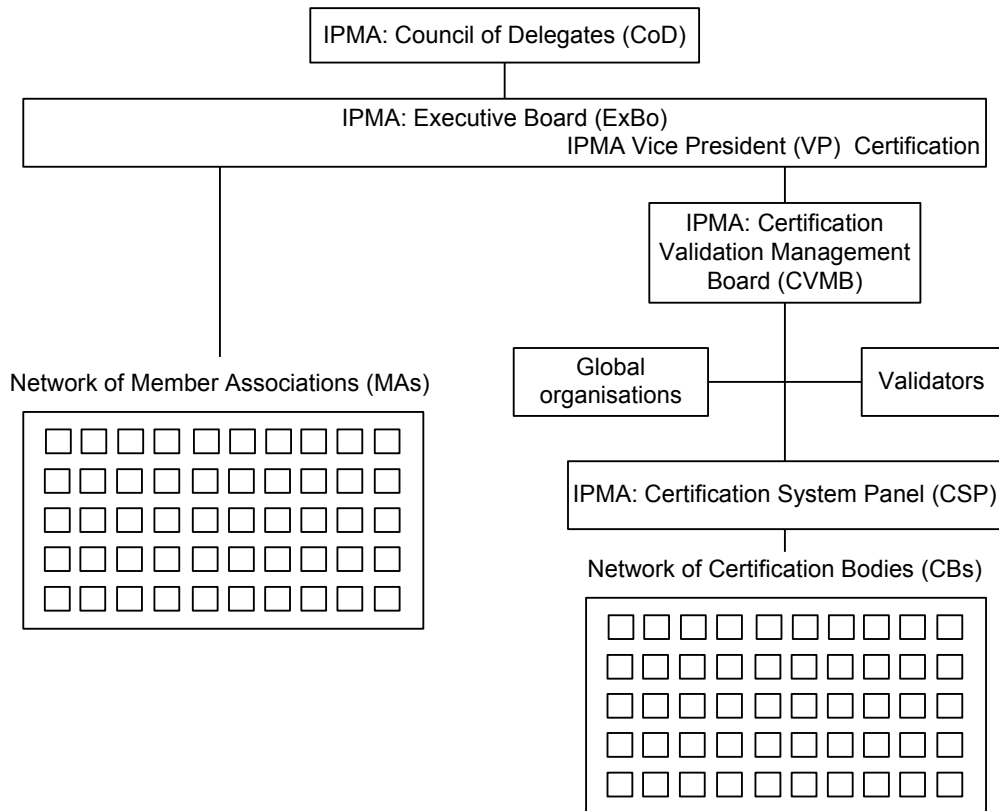 IPMA: Council of Delegates (CoD)
IPMA: Executive Board (ExBo)
IPMA Vice President (VP)  Certification
IPMA: Certification
Validation Management
Board (CVMB)
Global
organisations
Validators
Network of Member Associations (MAs)
IPMA: Certification System Panel (CSP)
Network of Certification Bodies (CBs)